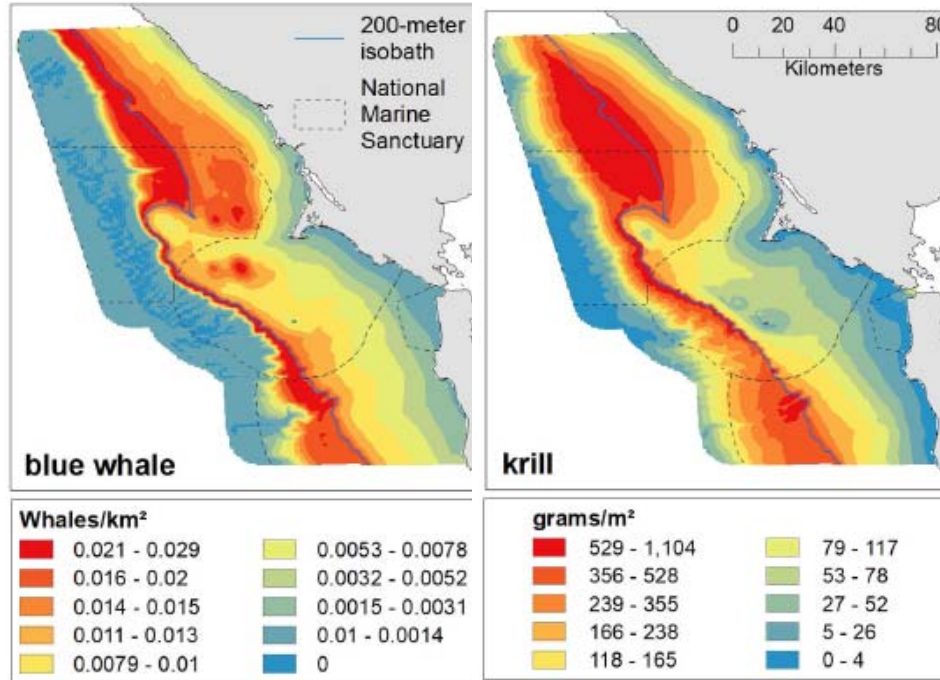 200-meter
isobath
National
Marine
Sanctuary
blue whale
0 40 80
Kilometers
krill
Whales/km²
0.021 - 0.029
0.016 - 0.02
0.014 - 0.015
0.011 - 0.013
0.0079 - 0.01
0.0053 - 0.0078
0.0032 - 0.0052
0.0015 - 0.0031
0.01 - 0.0014
0
grams/m²
529 - 1,104
356 - 528
239 - 355
166 - 238
118 - 165
79 - 117
53 - 78
27 - 52
5 - 26
0 - 4